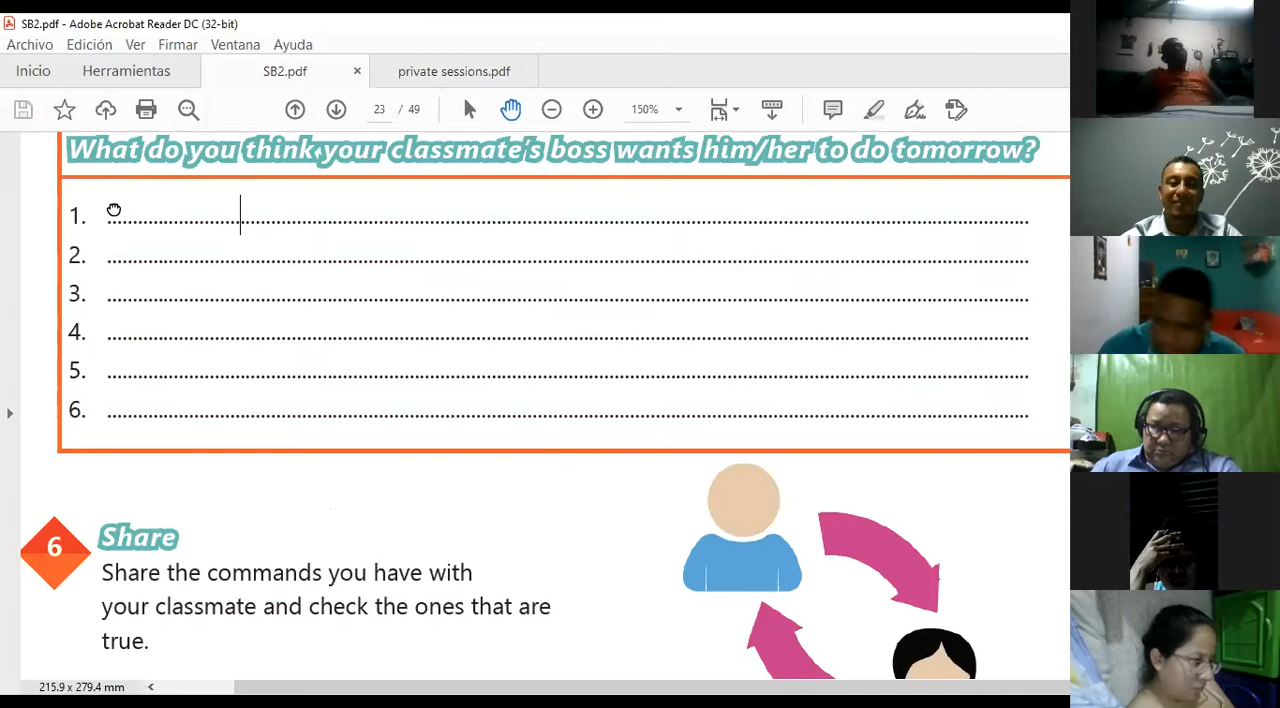 SB2.pdf - Adobe Acrobat Reader DC (32-bit)
Archivo Edición Ver Firmar Ventana Ayuda
Inicio Herramientas SB2.pdf × private sessions.pdf
23 / 49 150%
What do you think your classmate's boss wants him/her to do tomorrow?
1. ........................................
2. ........................................
3. ........................................
4. ........................................
5. ........................................
6. ........................................
6 Share
Share the commands you have with
your classmate and check the ones that are
true.
215.9 x 279.4 mm